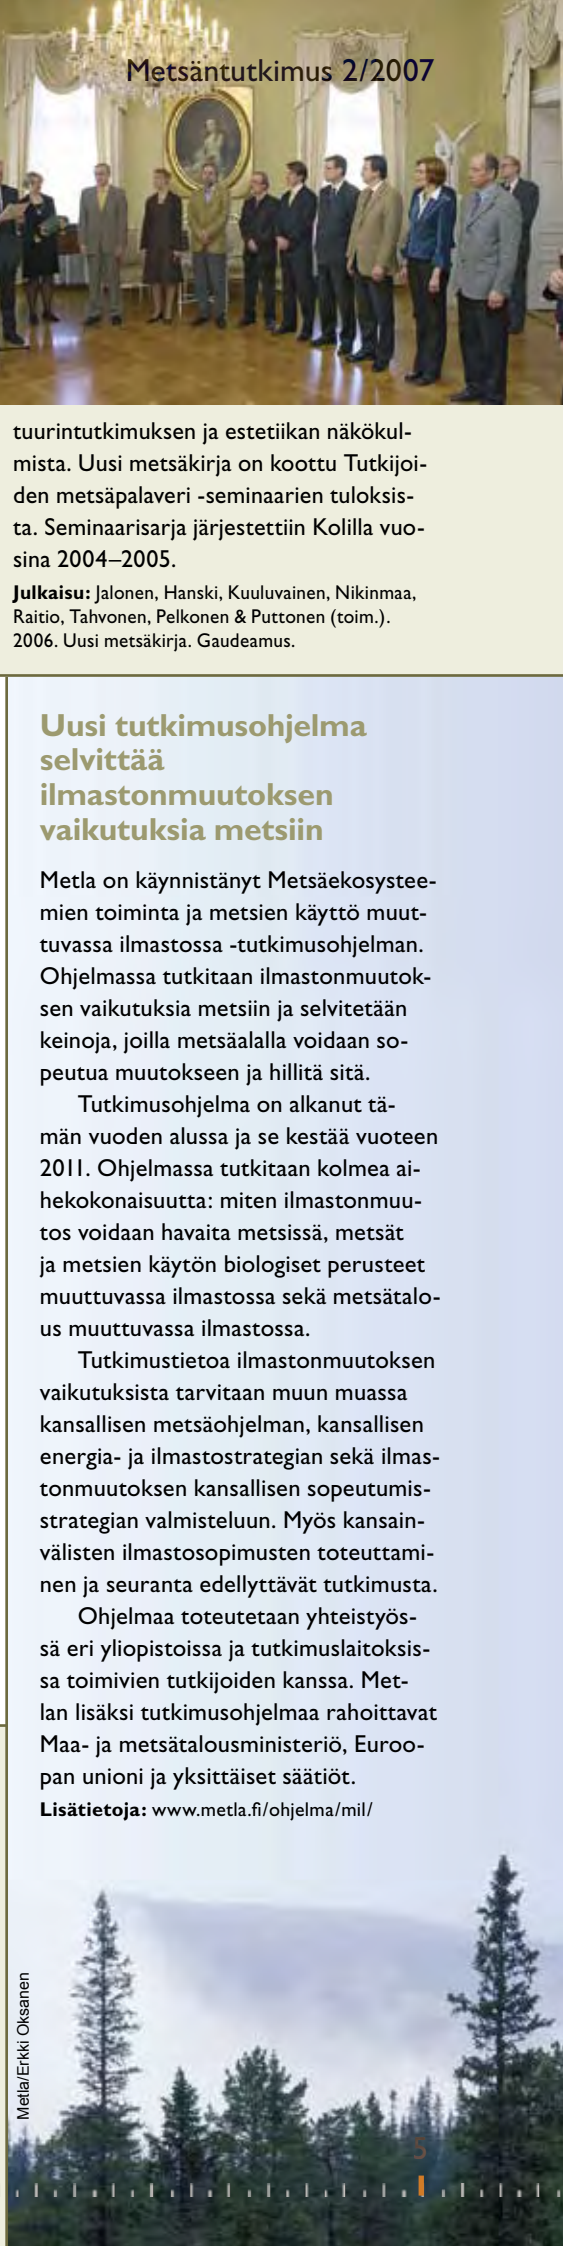 Metsäntutkimus 2/2007
tuurintutkimuksen ja estetiikan näkökul-
mista. Uusi metsäkirja on koottu Tutkijoi-
den metsäpalaveri -seminaarien tuloksis-
ta. Seminaarisarja järjestettiin Kolilla vuo-
sina 2004–2005.
Julkaisu: Jalonen, Hanski, Kuuluvainen, Nikinmaa,
Raitio, Tahvonen, Pelkonen & Puttonen (toim.).
2006. Uusi metsäkirja. Gaudeamus.
Uusi tutkimusohjelma
selvittää
ilmastonmuutoksen
vaikutuksia metsiin
Metla on käynnistänyt Metsäekosystee-
mien toiminta ja metsien käyttö muut-
tuvassa ilmastossa -tutkimusohjelman.
Ohjelmassa tutkitaan ilmastonmuutok-
sen vaikutuksia metsiin ja selvitetään
keinoja, joilla metsäalalla voidaan so-
peutua muutokseen ja hillitä sitä.
Tutkimusohjelma on alkanut tä-
män vuoden alussa ja se kestää vuoteen
2011. Ohjelmassa tutkitaan kolmea ai-
hekokonaisuutta: miten ilmastonmuu-
tos voidaan havaita metsissä, metsät
ja metsien käytön biologiset perusteet
muuttuvassa ilmastossa sekä metsätalo-
us muuttuvassa ilmastossa.
Tutkimustietoa ilmastonmuutoksen
vaikutuksista tarvitaan muun muassa
kansallisen metsäohjelman, kansallisen
energia- ja ilmastostrategian sekä ilmas-
tonmuutoksen kansallisen sopeutumis-
strategian valmisteluun. Myös kansain-
välisten ilmastosopimusten toteuttami-
nen ja seuranta edellyttävät tutkimusta.
Ohjelmaa toteutetaan yhteistyös-
sä eri yliopistoissa ja tutkimuslaitoksis-
sa toimivien tutkijoiden kanssa. Met-
lan lisäksi tutkimusohjelmaa rahoittavat
Maa- ja metsätalousministeriö, Euroo-
pan unioni ja yksittäiset säätiöt.
Lisätietoja: www.metla.fi/ohjelma/mil/
Metla/Erkki Oksanen
5